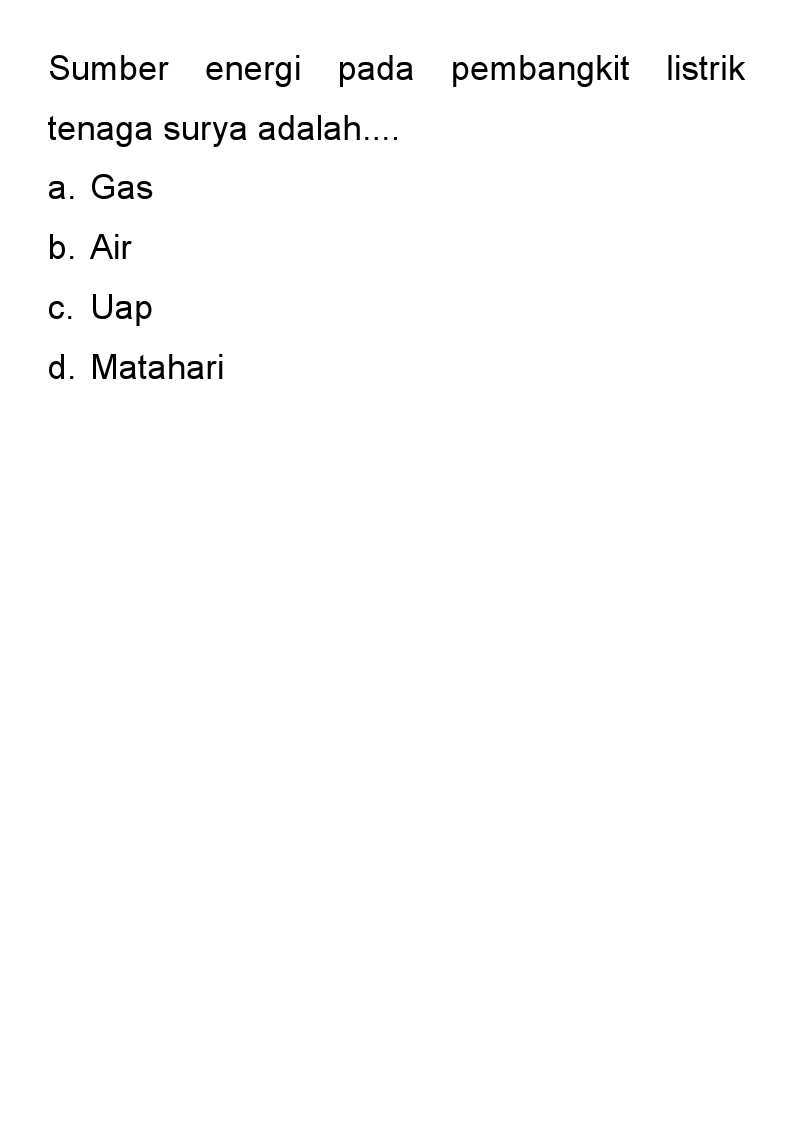 Sumber energi pada pembangkit listrik
tenaga surya adalah....
a. Gas
b. Air
c. Uap
d. Matahari